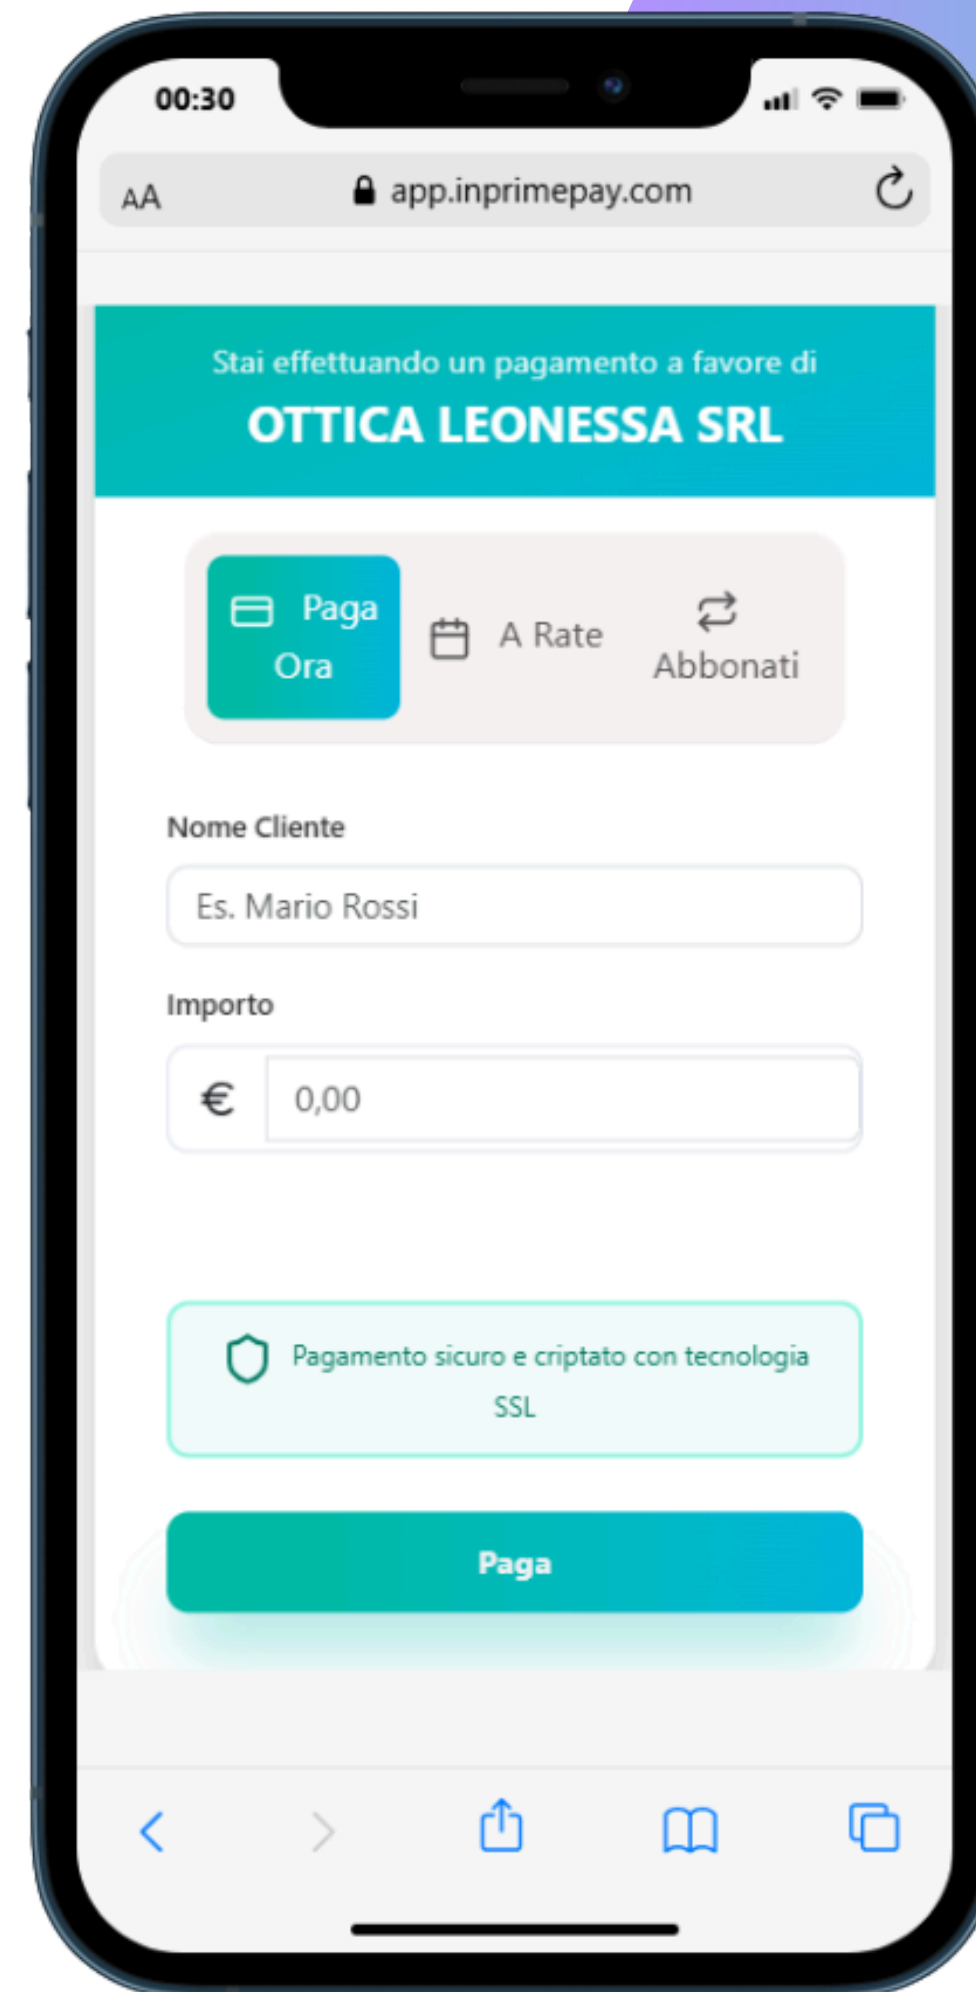 00:30
AA app.inprimepay.com
Stai effettuando un pagamento a favore di
OTTICA LEONESSA SRL
Paga
Ora
A Rate
Abbonati
Nome Cliente
Es. Mario Rossi
Importo
€ 0,00
Pagamento sicuro e criptato con tecnologia
SSL
Paga